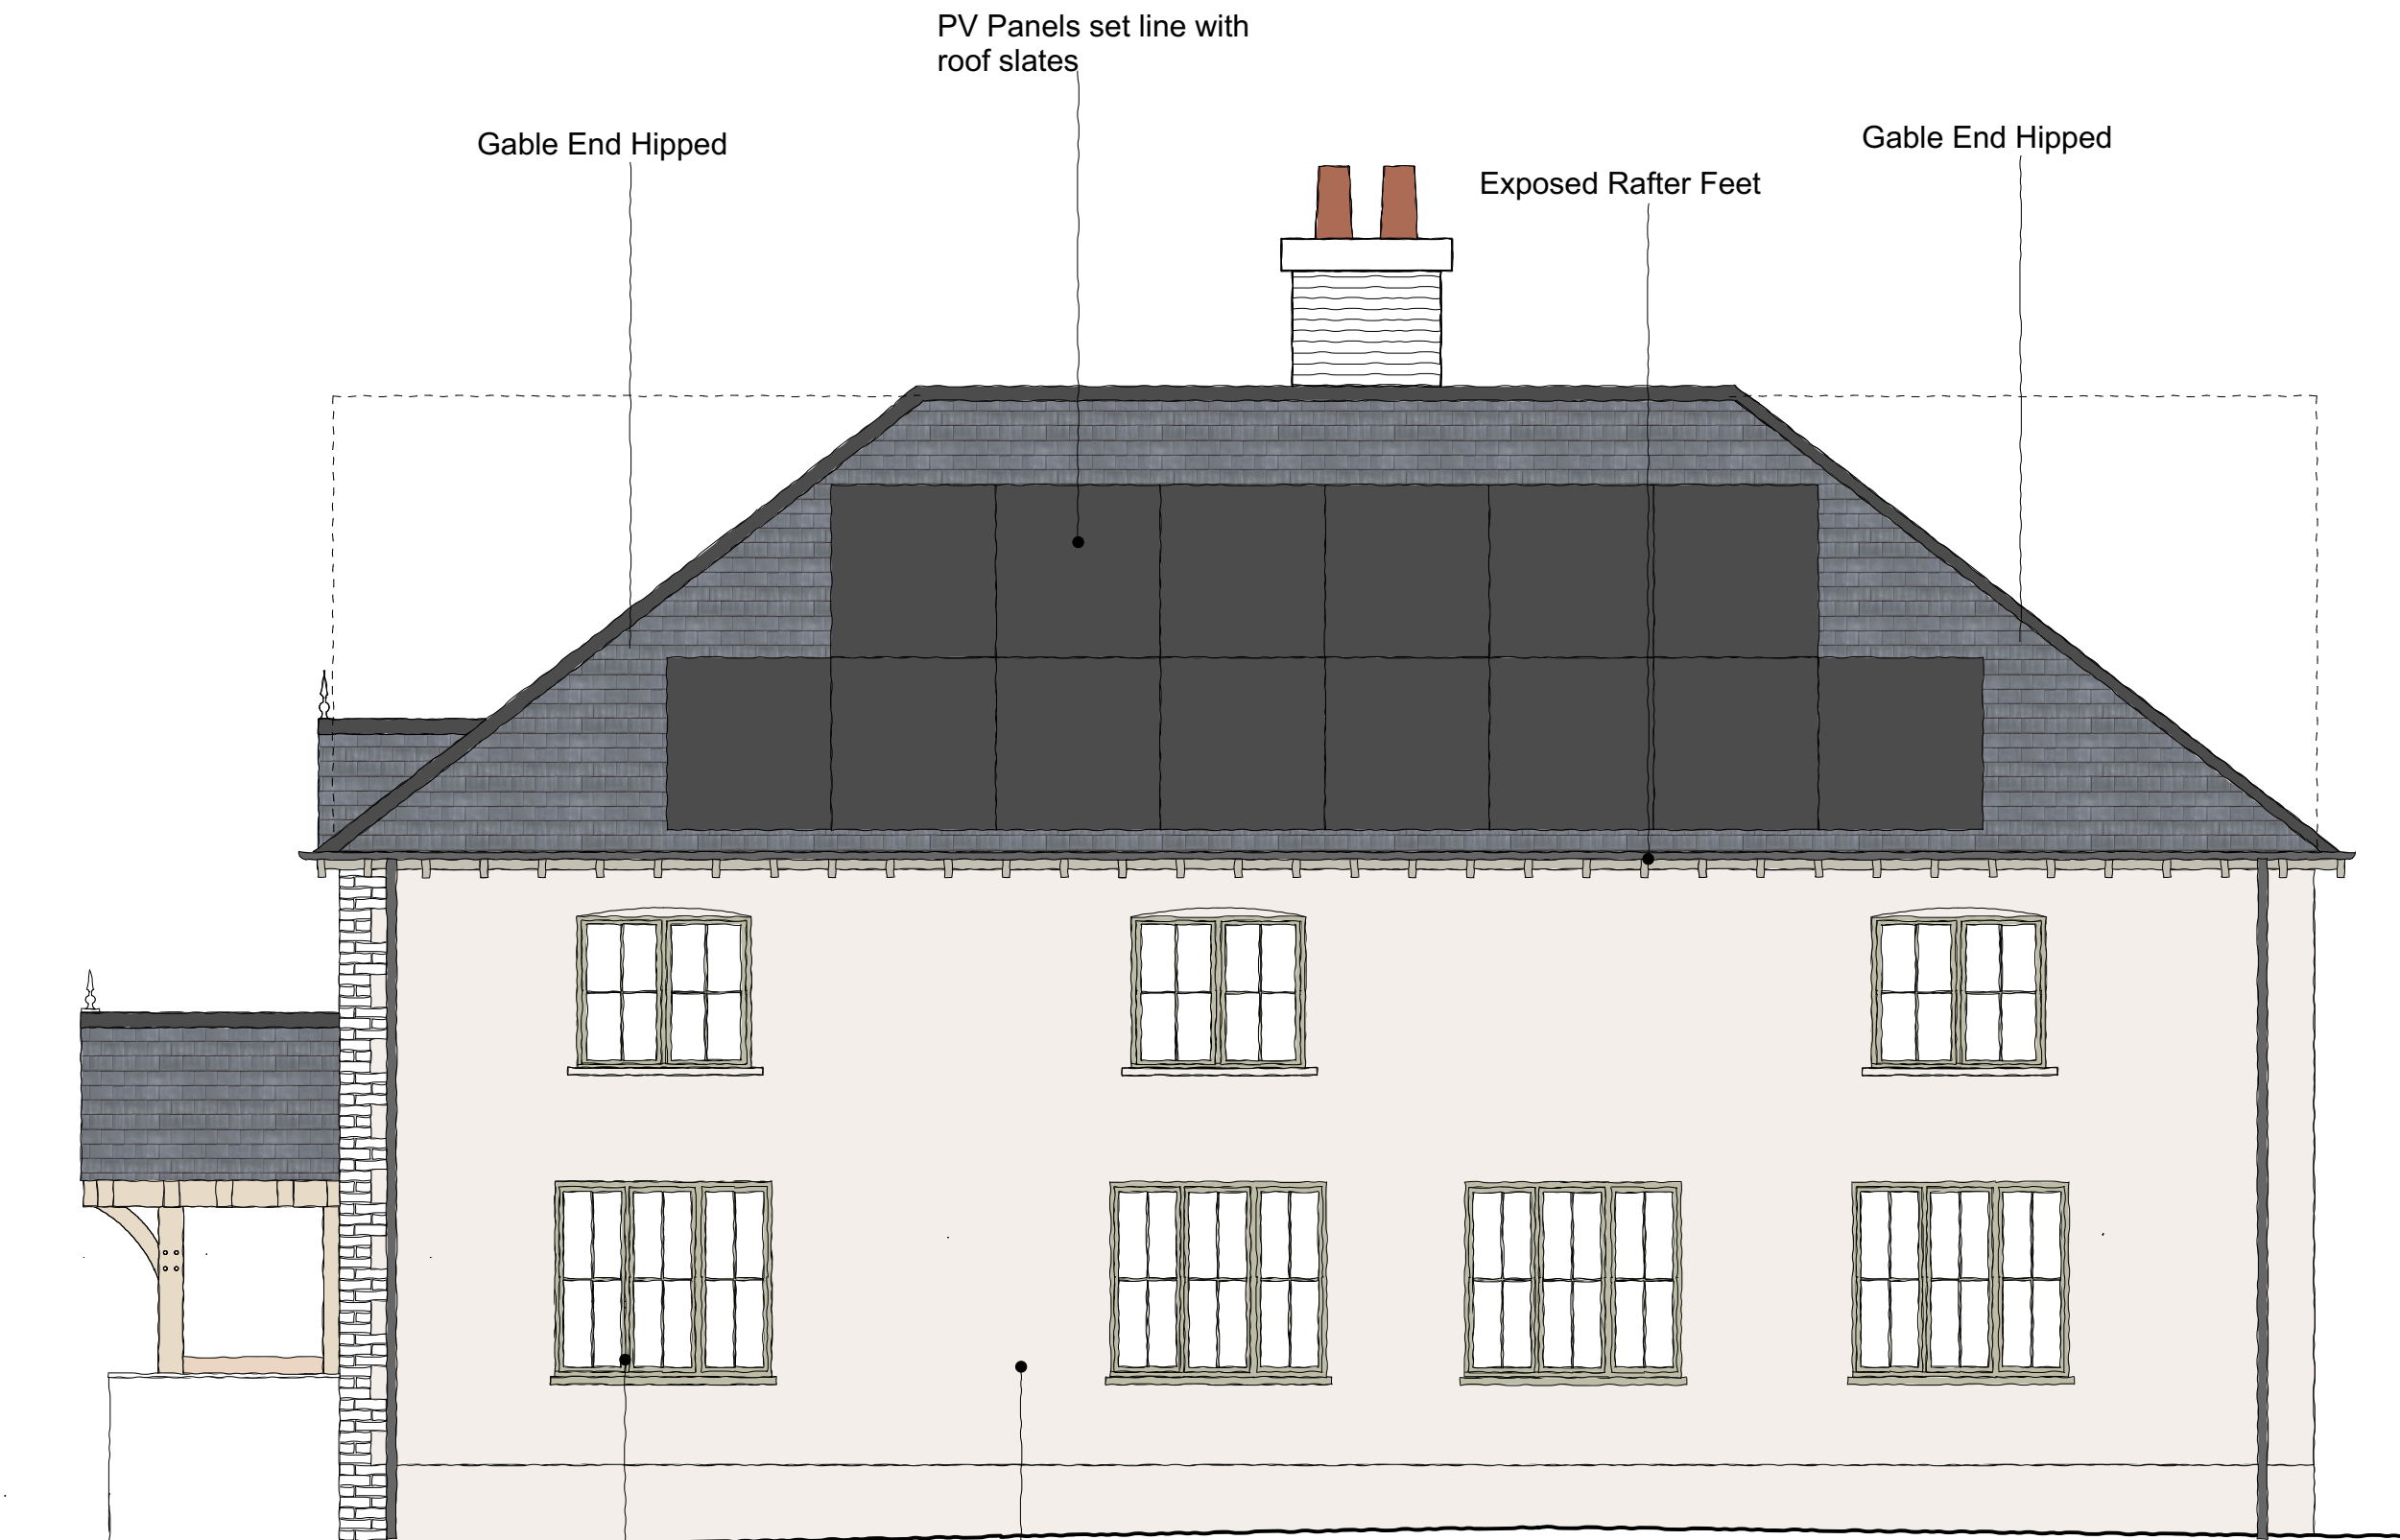 PV Panels set line with
roof slates
Gable End Hipped
Gable End Hipped
Exposed Rafter Feet